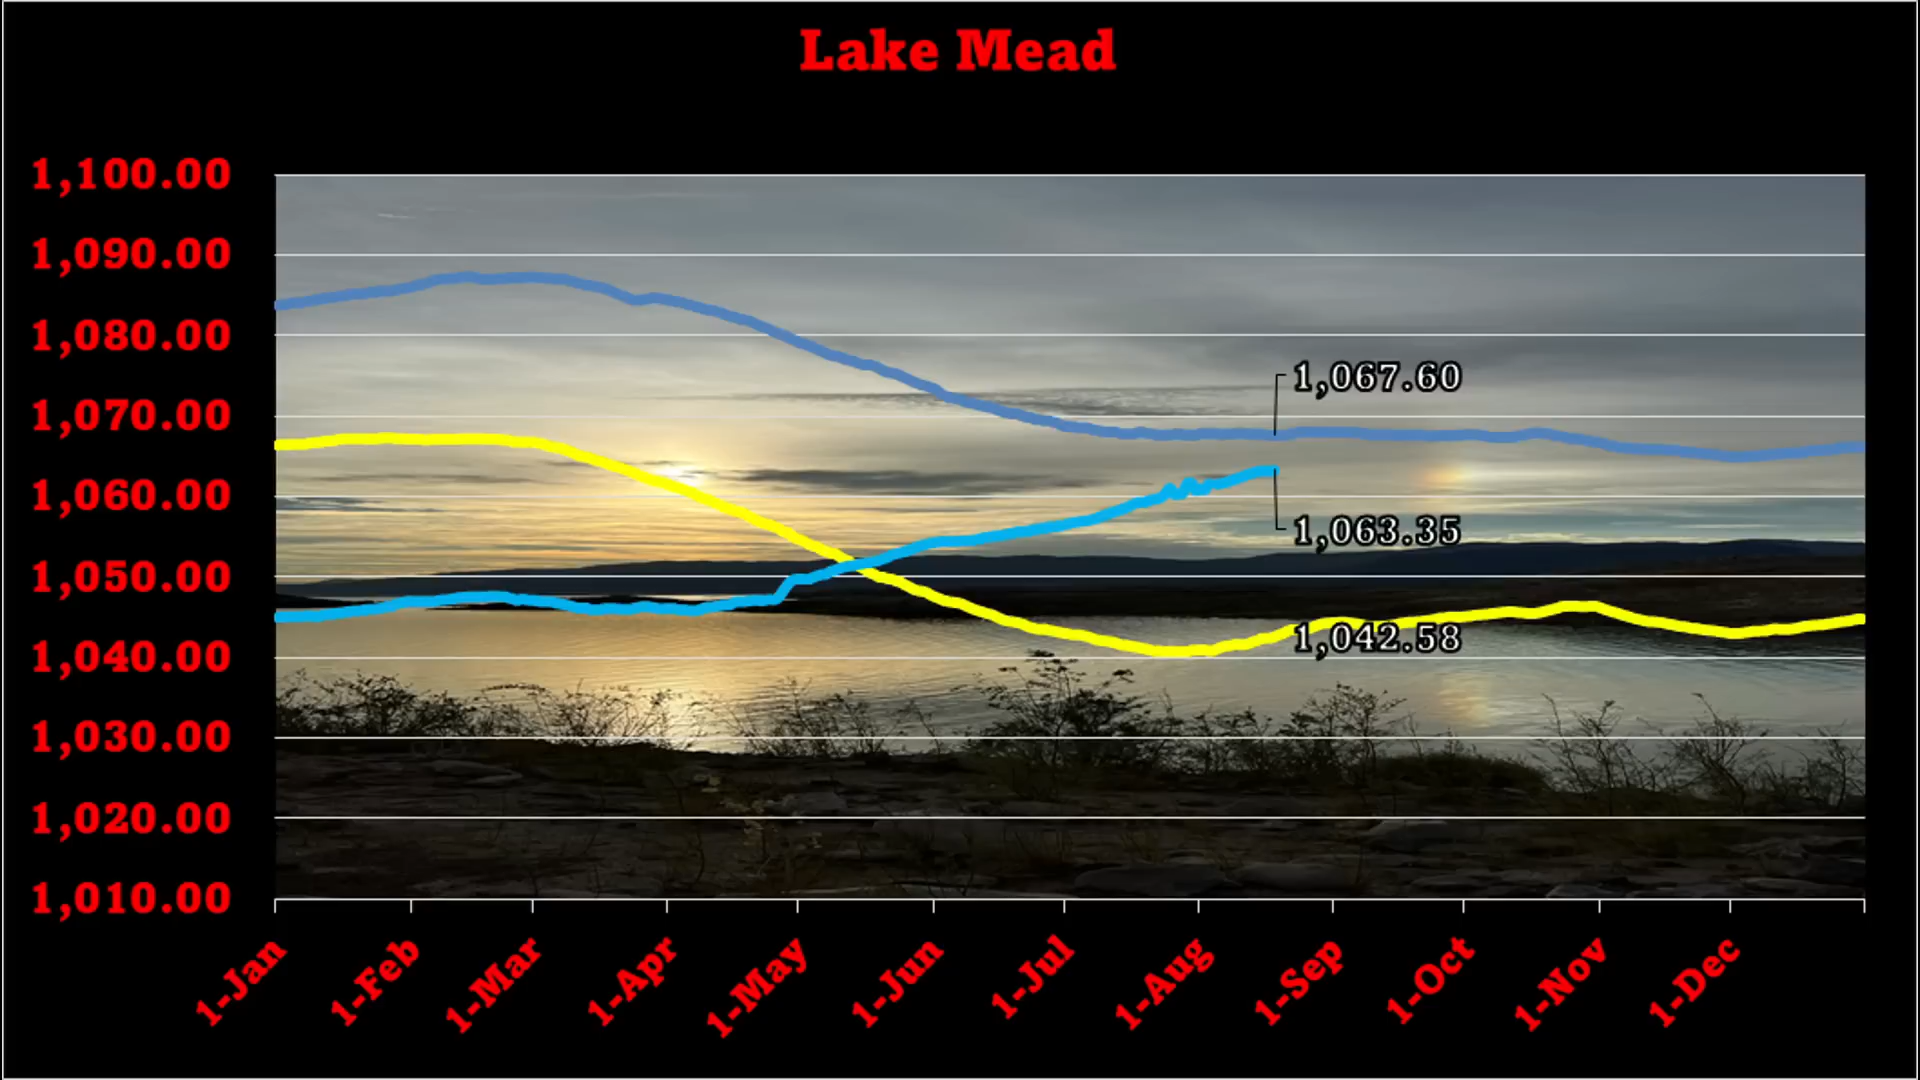 Lake Mead
1,100.00
1,090.00
1,080.00
1,070.00
1,060.00
1,050.00
1,040.00
1,030.00
1,020.00
1,010.00
1,067.60
1,063.35
1,042.58
1-Jan
1-Feb
1-Mar
1-Apr
1-May
1-Jun
1-Jul
1-Aug
1-Sep
1-Oct
1-Nov
1-Dec